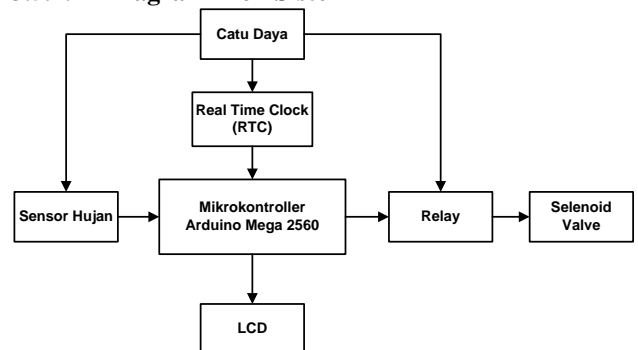 Catu Daya
Real Time Clock
(RTC)
Sensor Hujan
Mikrokontroller
Arduino Mega 2560
Relay
Selenoid
Valve
LCD